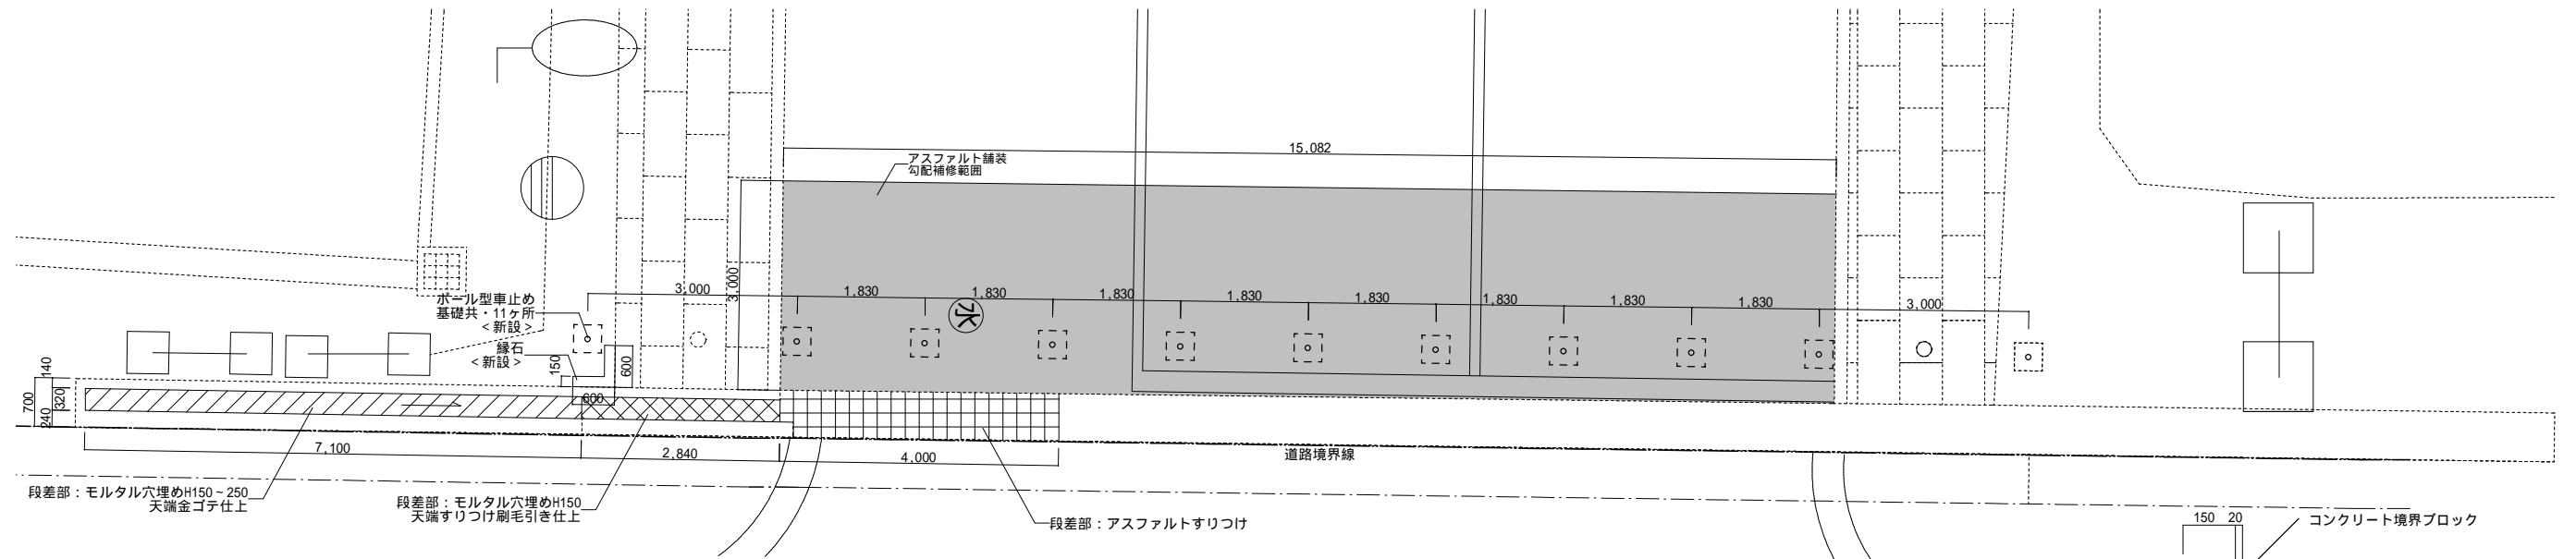 15,082
アスファルト舗装
勾配補修範囲
3,000
3,000
1,830
1,830
1,830
1,830
1,830
1,830
1,830
1,830
3,000
水
ポール型車止め
基礎共・11ヶ所
<新設>
縁石
<新設>
150
600
600
140
320
700
240
7,100
2,840
4,000
道路境界線
段差部：モルタル穴埋めH150~250
天端金ゴテ仕上
段差部：モルタル穴埋めH150
天端すりつけ刷毛引き仕上
段差部：アスファルトすりつけ
150 20
コンクリート境界ブロック